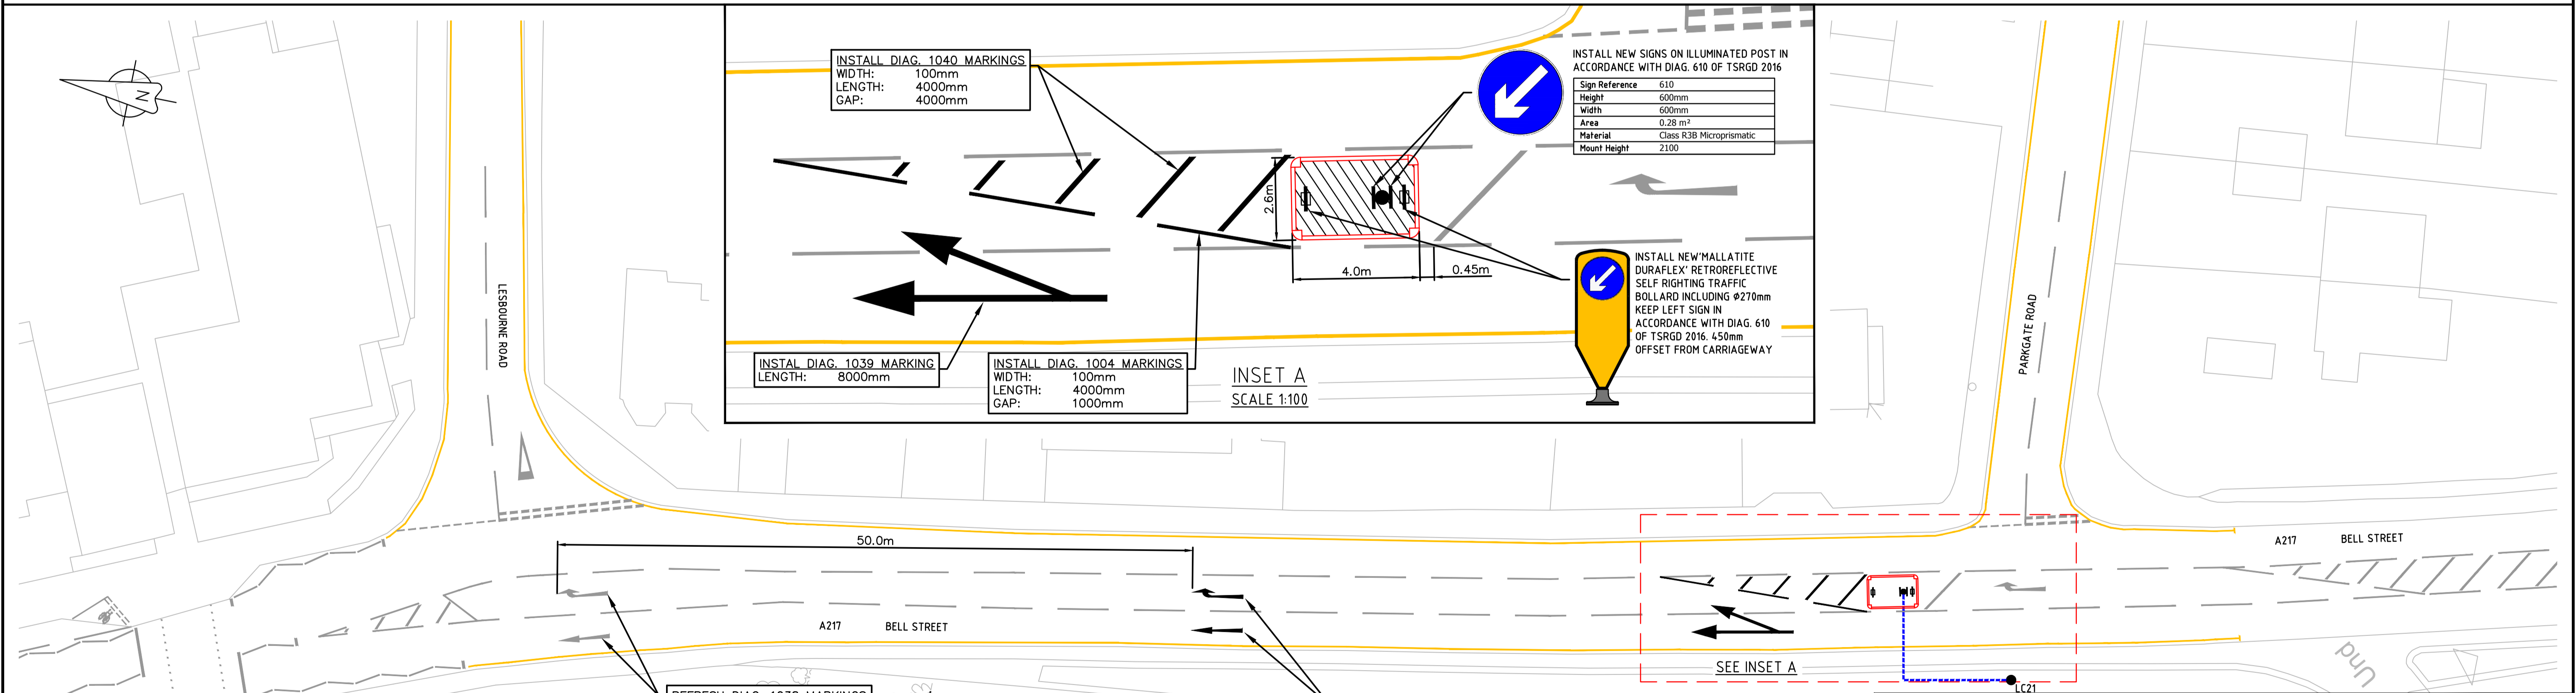 INSTALL DIAG. 1040 MARKINGS
WIDTH: 100mm
LENGTH: 4000mm
GAP: 4000mm
INSTALL NEW SIGNS ON ILLUMINATED POST IN
ACCORDANCE WITH DIAG. 610 OF TSRGD 2016
Sign Reference 610
Height 600mm
Width 600mm
Area 0.28 m²
Material Class R3B Microprismatic
Mount Height 2100
N
2.6m
4.0m
0.45m
INSTALL NEW'MALLATITE
DURAFLEX' RETROREFLECTIVE
SELF RIGHTING TRAFFIC
BOLLARD INCLUDING Ø270mm
KEEP LEFT SIGN IN
ACCORDANCE WITH DIAG. 610
OF TSRGD 2016. 450mm
OFFSET FROM CARRIAGEWAY
INSTAL DIAG. 1039 MARKING
LENGTH: 8000mm
INSTALL DIAG. 1004 MARKINGS
WIDTH: 100mm
LENGTH: 4000mm
GAP: 1000mm
INSET A
SCALE 1:100
LESBOURNE ROAD
PARKGATE ROAD
50.0m
A217 BELL STREET
A217 BELL STREET
SEE INSET A
LC21
Und